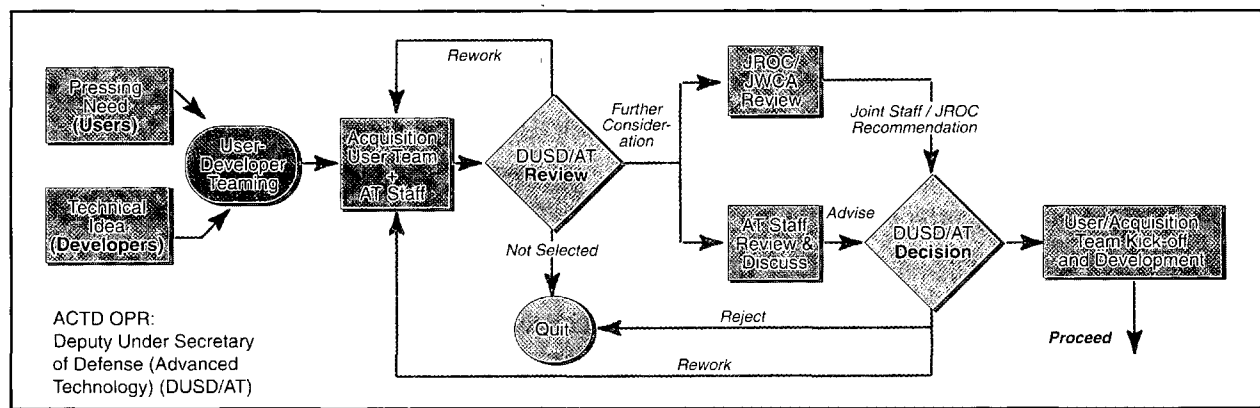 Pressing
Need
(Users)
Technical
Idea
(Developers)
User-
Developer
Teaming
Rework
Acquisition
User Team
+
AT Staff
DUSD/AT
Review
Further
Consider-
ation
Not Selected
Quit
JROC/
JWCA
Review
Joint Staff / JROC
Recommendation
AT Staff
Review &
Discuss
Advise
DUSD/AT
Decision
User/Acquisition
Team Kick-off
and Development
Proceed
Reject
Rework
ACTD OPR:
Deputy Under Secretary
of Defense (Advanced
Technology) (DUSD/AT)